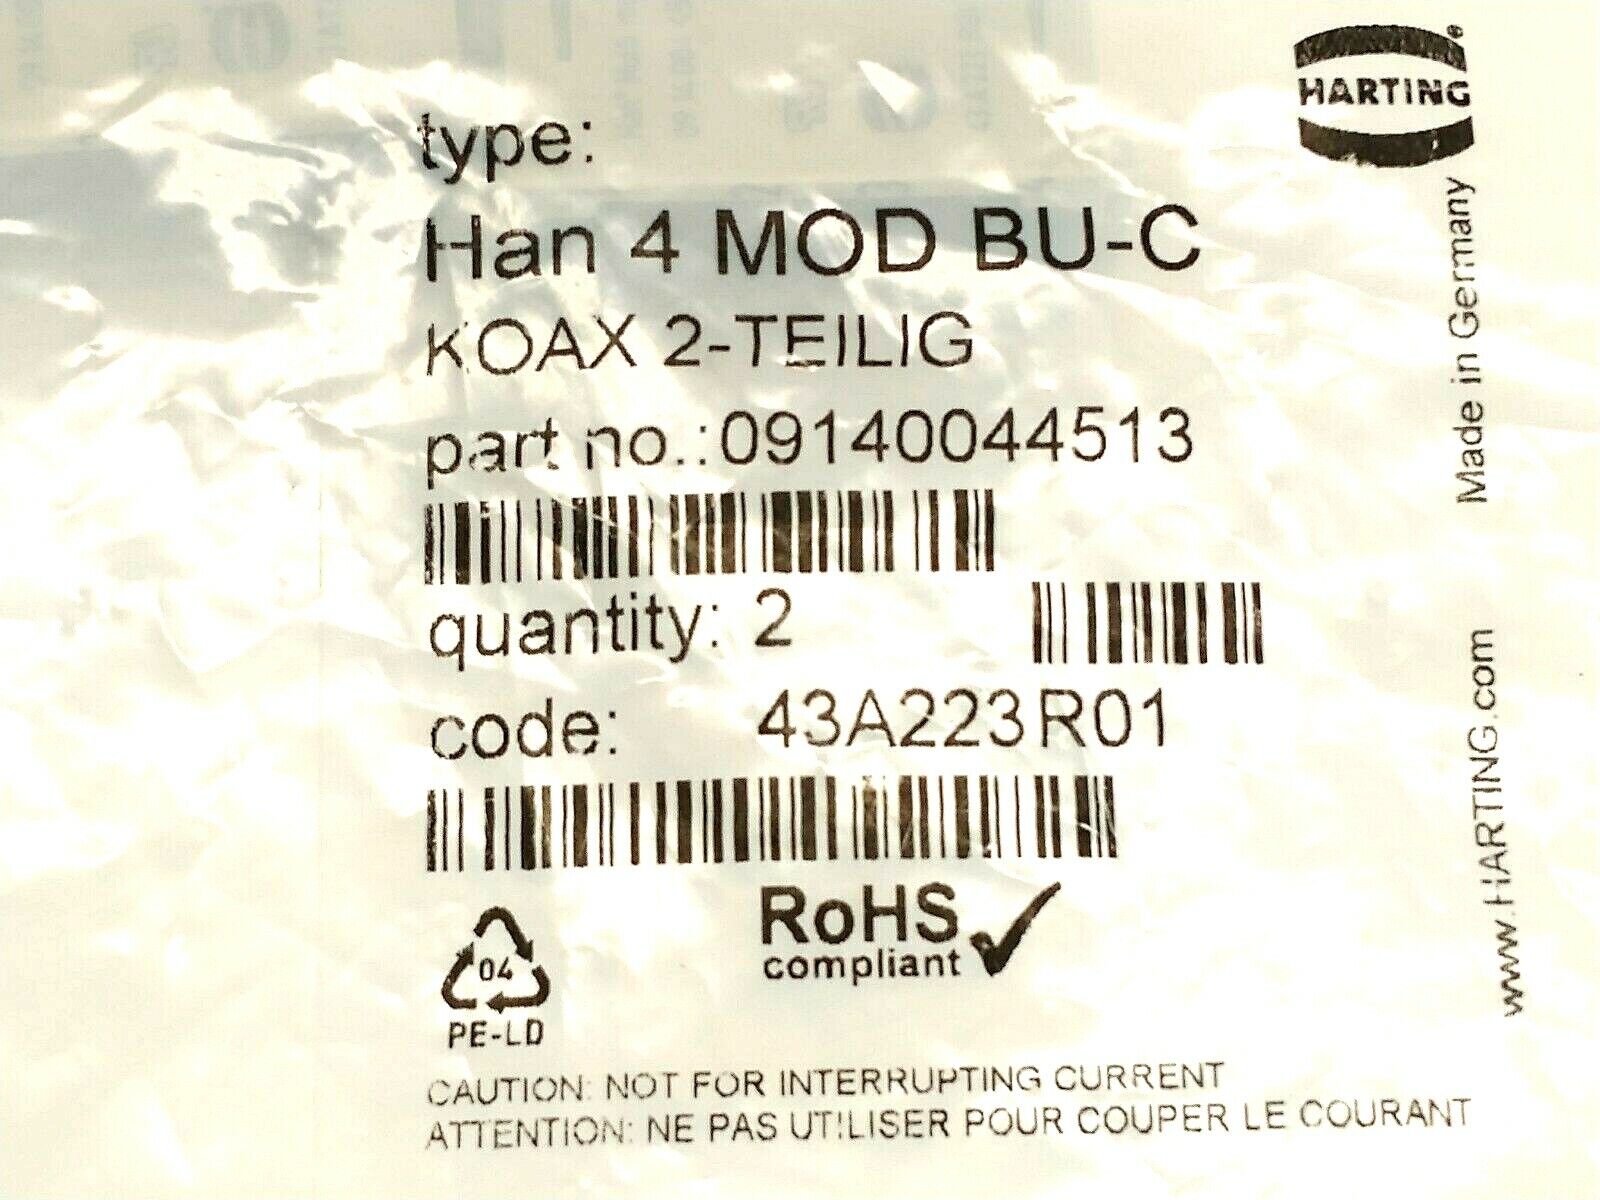 HARTING®
type:
Han 4 MOD BU-C
KOAX 2-TEILIG
part no.:09140044513
quantity: 2
code: 43A223R01
04
PE-LD
RoHS
compliant
CAUTION: NOT FOR INTERRUPTING CURRENT
ATTENTION: NE PAS UTILISER POUR COUPER LE COURANT
Made in Germany
www.HARTING.com